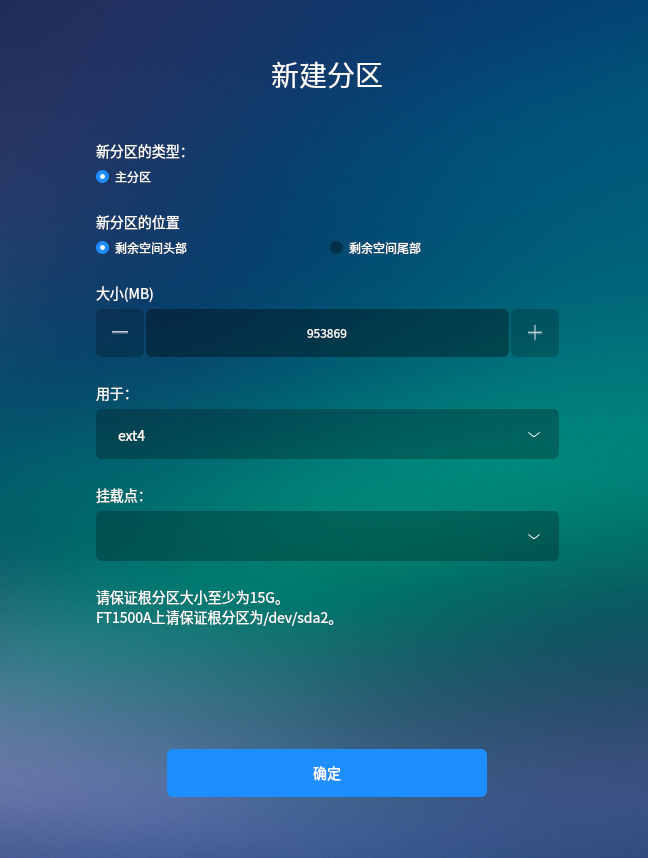 新建分区
新分区的类型：
主分区
新分区的位置
剩余空间头部 剩余空间尾部
大小(MB)
953869
用于：
ext4
挂载点：
请保证根分区大小至少为15G。
FT1500A上请保证根分区为/dev/sda2。
确定